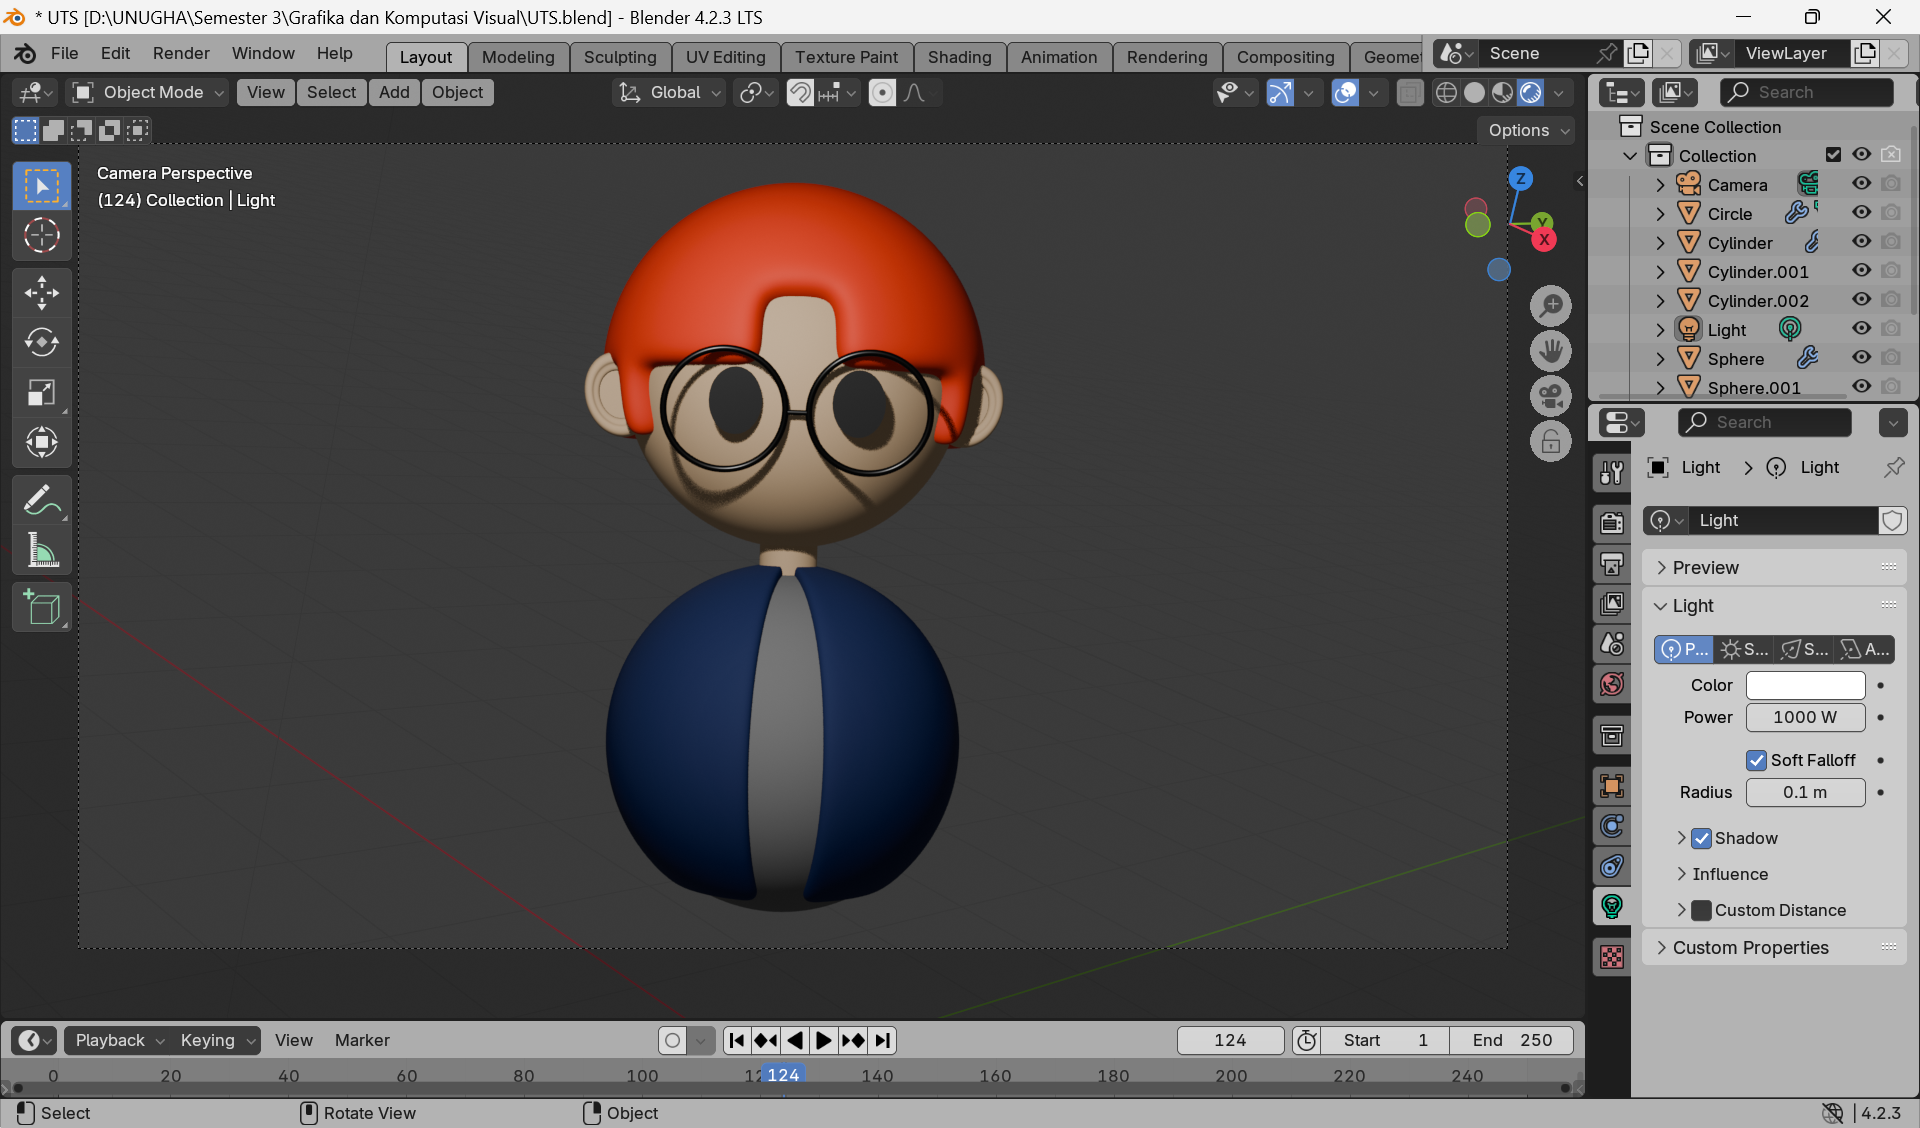 * UTS [D:\UNUGHA\Semester 3\Grafika dan Komputasi Visual\UTS.blend] - Blender 4.2.3 LTS
File Edit Render Window Help Layout Modeling Sculpting UV Editing Texture Paint Shading Animation Rendering Compositing Geomet Scene ViewLayer
Object Mode View Select Add Object Global Search
Options
Camera Perspective
(124) Collection | Light
Z
Y
X
Scene Collection
Collection
Camera
Circle
Cylinder
Cylinder.001
Cylinder.002
Light
Sphere
Sphere.001
Search
Light > Light
Light
Preview
Light
P... S... S... A...
Color
Power 1000 W
Soft Falloff
Radius 0.1 m
Shadow
Influence
Custom Distance
Custom Properties
Playback Keying View Marker 124 Start 1 End 250
0 20 40 60 80 100 12 124 140 160 180 200 220 240
Select Rotate View Object 4.2.3